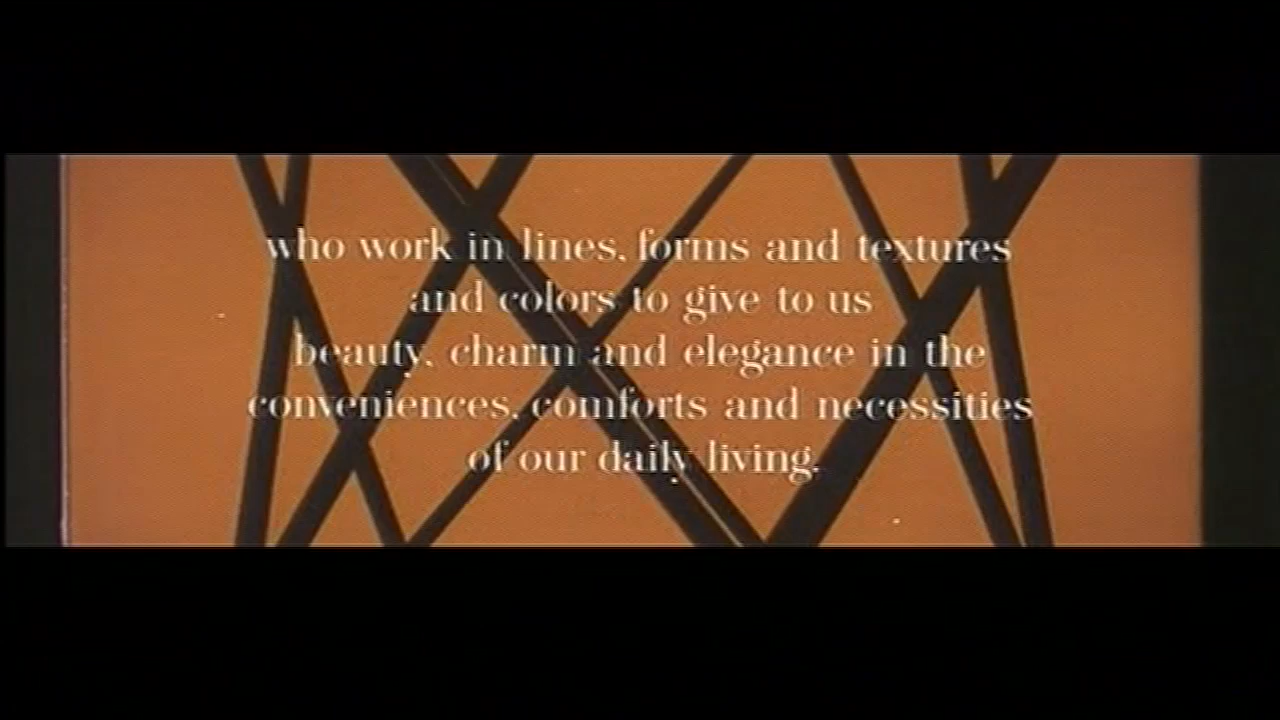 who work in lines, forms and textures
and colors to give to us
beauty, charm and elegance in the
conveniences, comforts and necessities
of our daily living.